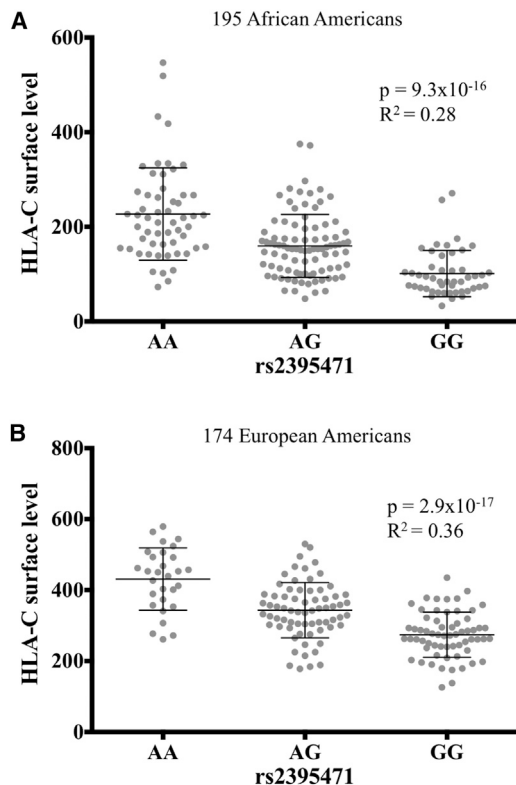 A
195 African Americans
600
400
200
0
HLA-C surface level
p = 9.3x10-16
R2 = 0.28
AA AG GG
rs2395471
B
174 European Americans
800
600
400
200
0
HLA-C surface level
p = 2.9x10-17
R2 = 0.36
AA AG GG
rs2395471